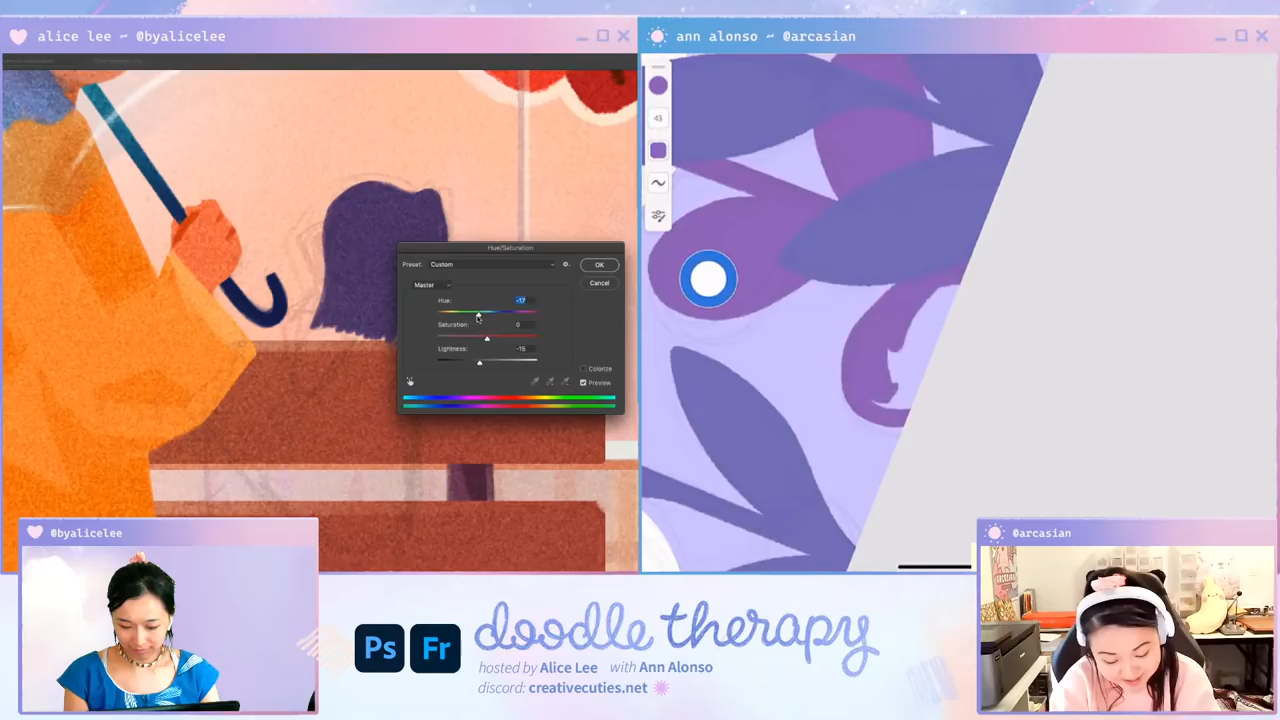 alice lee ~ @byalicelee
ann alonso ~ @arcasian
43
Hue/Saturation
Preset: Custom
OK
Cancel
Master
Hue: -17
Saturation: 0
Lightness: -15
Colorize
Preview
@byalicelee
@arcasian
Ps Fr
doodle therapy
hosted by Alice Lee with Ann Alonso
discord: creativecuties.net